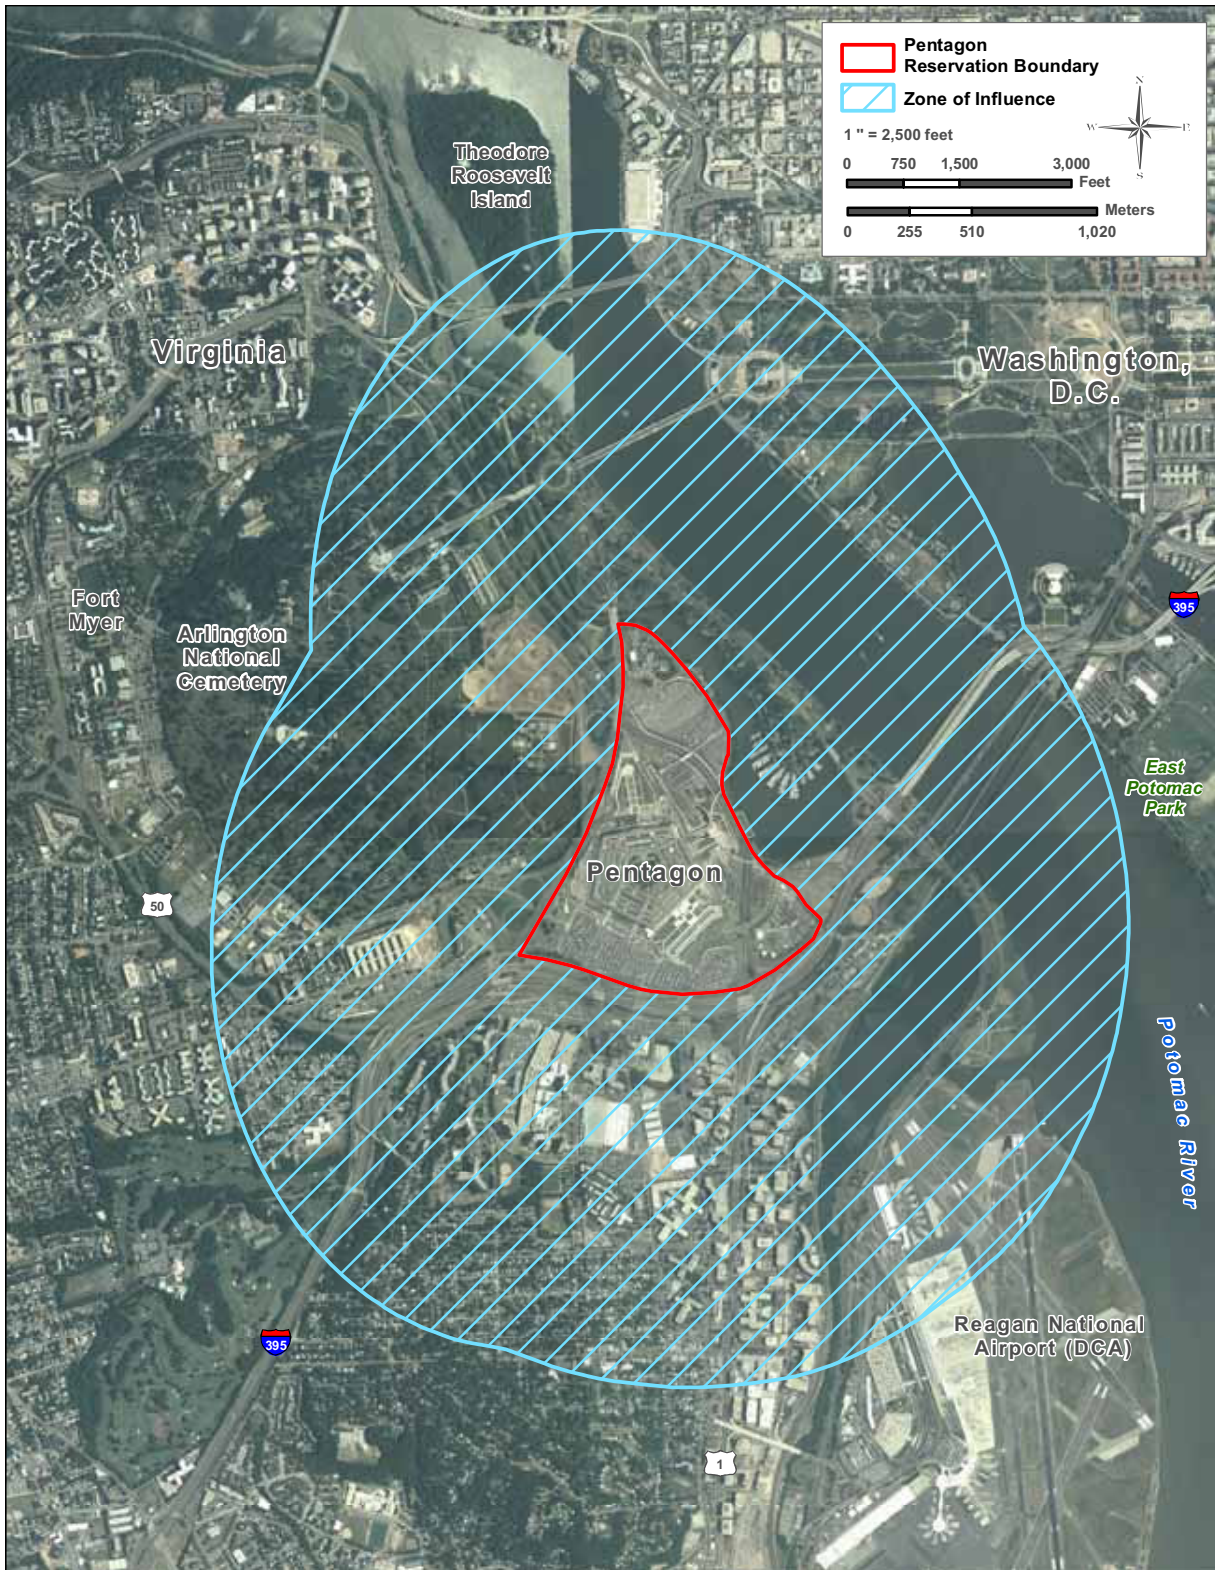 Pentagon
Reservation Boundary
Zone of Influence
1 " = 2,500 feet
N
W
E
S
0 750 1,500 3,000
Feet
Meters
0 255 510 1,020
Theodore
Roosevelt
Island
Virginia
Washington,
D.C.
Fort
Myer
Arlington
National
Cemetery
395
East
Potomac
Park
Pentagon
50
Potomac River
Reagan National
Airport (DCA)
395
1